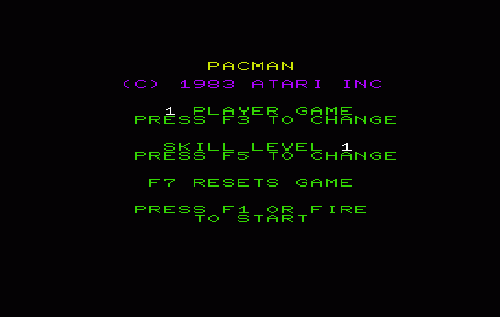 PACMAN
(C) 1983 ATARI INC
1 PLAYER GAME
PRESS F3 TO CHANGE
SKILL LEVEL 1
PRESS F5 TO CHANGE
F7 RESETS GAME
PRESS F1 OR FIRE
TO START